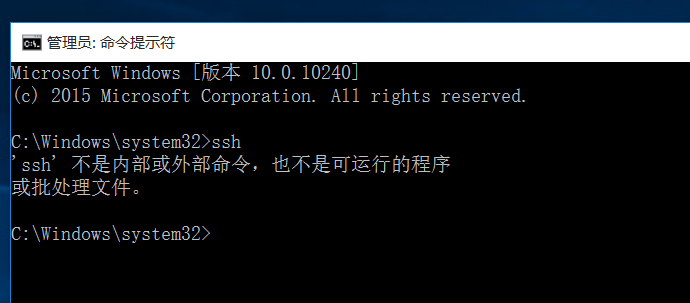 管理员: 命令提示符
Microsoft Windows [版本 10.0.10240]
(c) 2015 Microsoft Corporation. All rights reserved.
C:\Windows\system32>ssh
'ssh' 不是内部或外部命令，也不是可运行的程序
或批处理文件。
C:\Windows\system32>